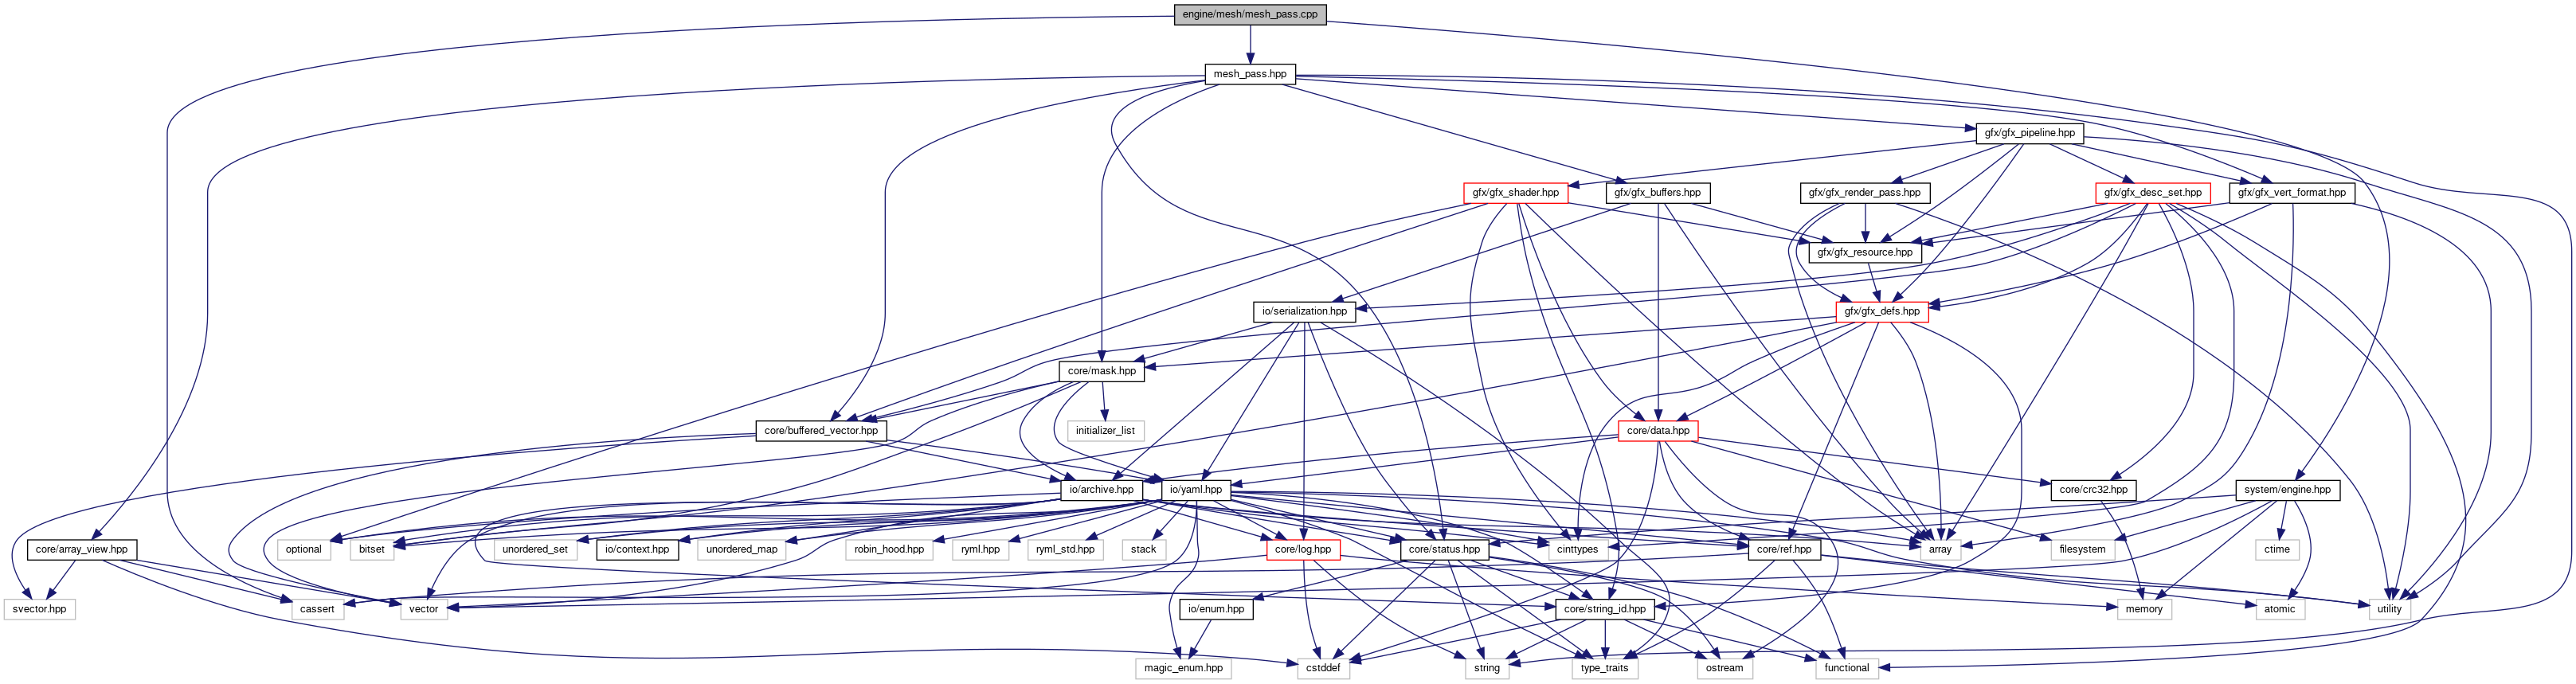 engine/mesh/mesh_pass.cpp
mesh_pass.hpp
gfx/gfx_pipeline.hpp
gfx/gfx_shader.hpp
gfx/gfx_buffers.hpp
gfx/gfx_render_pass.hpp
gfx/gfx_desc_set.hpp
gfx/gfx_vert_format.hpp
gfx/gfx_resource.hpp
io/serialization.hpp
gfx/gfx_defs.hpp
core/mask.hpp
core/buffered_vector.hpp
initializer_list
core/data.hpp
io/archive.hpp
io/yaml.hpp
core/crc32.hpp
system/engine.hpp
core/array_view.hpp
optional
bitset
unordered_set
io/context.hpp
unordered_map
robin_hood.hpp
ryml.hpp
ryml_std.hpp
stack
core/log.hpp
core/status.hpp
cinttypes
core/ref.hpp
array
filesystem
ctime
svector.hpp
cassert
vector
io/enum.hpp
core/string_id.hpp
memory
atomic
utility
magic_enum.hpp
cstddef
string
type_traits
ostream
functional